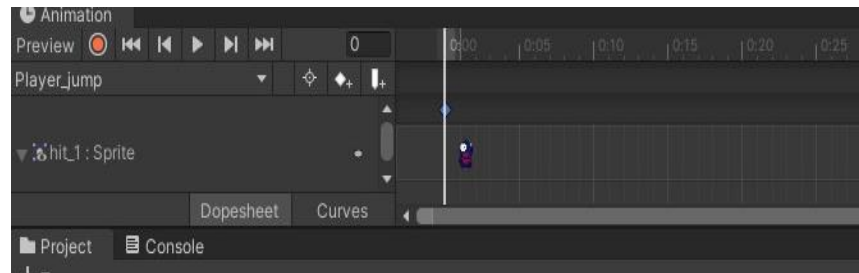 Animation
Preview 0 0:00 0:05 0:10 0:15 0:20 0:25
Player_jump
hit_1 : Sprite
Dopesheet Curves
Project Console